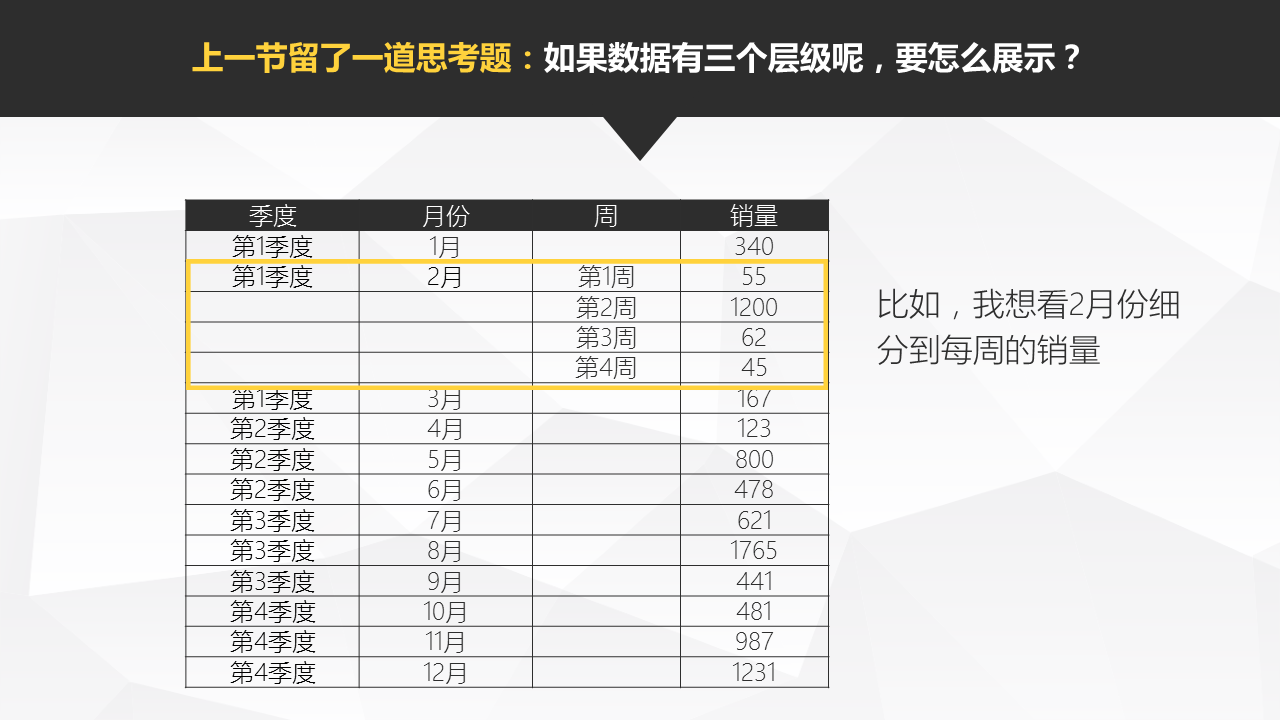 上一节留了一道思考题：如果数据有三个层级呢，要怎么展示？
季度 月份 周 销量
第1季度 1月 340
第1季度 2月 第1周 55
第2周 1200
第3周 62
第4周 45
第1季度 3月 167
第2季度 4月 123
第2季度 5月 800
第2季度 6月 478
第3季度 7月 621
第3季度 8月 1765
第3季度 9月 441
第4季度 10月 481
第4季度 11月 987
第4季度 12月 1231
比如，我想看2月份细
分到每周的销量